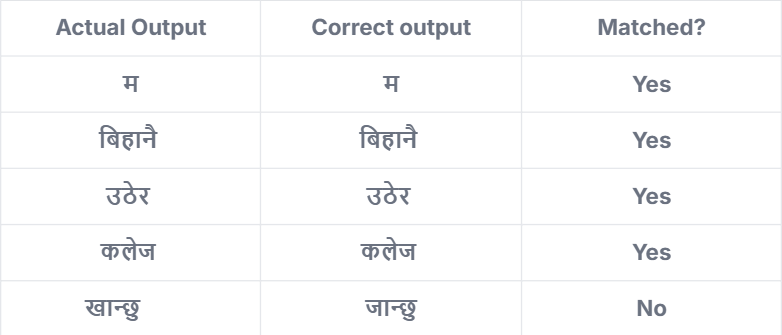 Actual Output Correct output Matched?
म म Yes
बिहानै बिहानै Yes
उठेर उठेर Yes
कलेज कलेज Yes
खान्छु जान्छु No